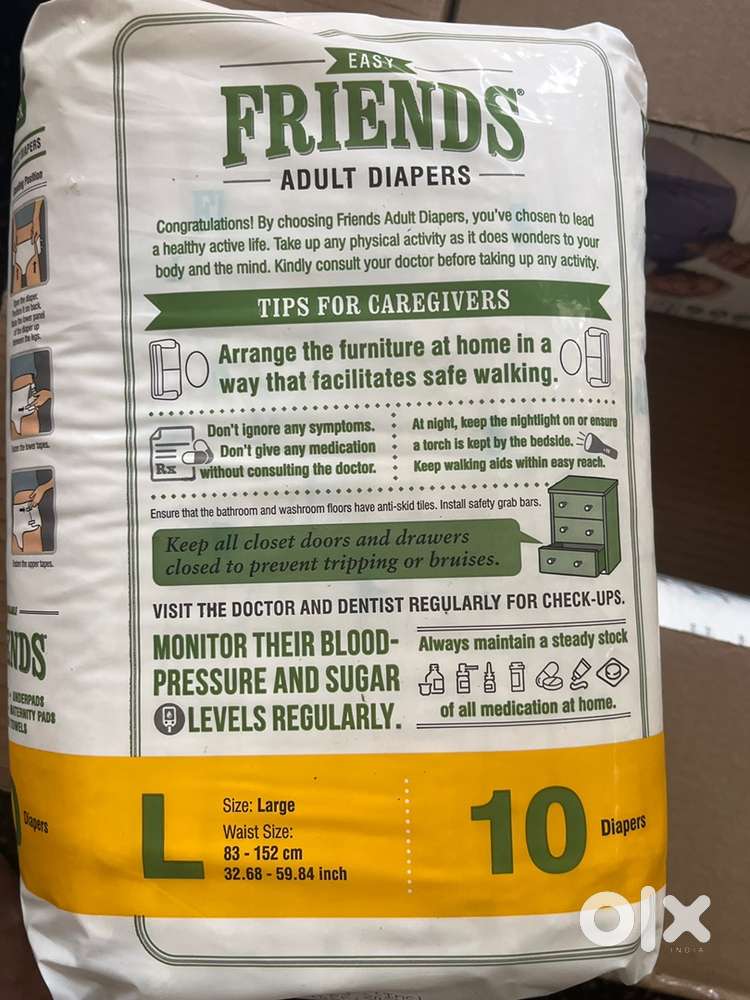 EASY
FRIENDS®
ADULT DIAPERS
Congratulations! By choosing Friends Adult Diapers, you've chosen to lead
a healthy active life. Take up any physical activity as it does wonders to your
body and the mind. Kindly consult your doctor before taking up any activity.
TIPS FOR CAREGIVERS
Arrange the furniture at home in a
way that facilitates safe walking.
Don't ignore any symptoms.
Don't give any medication
without consulting the doctor.
Rx
At night, keep the nightlight on or ensure
a torch is kept by the bedside.
Keep walking aids within easy reach.
Ensure that the bathroom and washroom floors have anti-skid tiles. Install safety grab bars.
Keep all closet doors and drawers
closed to prevent tripping or bruises.
VISIT THE DOCTOR AND DENTIST REGULARLY FOR CHECK-UPS.
MONITOR THEIR BLOOD-
PRESSURE AND SUGAR
LEVELS REGULARLY.
Always maintain a steady stock
of all medication at home.
L
Size: Large
Waist Size:
83 - 152 cm
32.68 - 59.84 inch
10
Diapers
Position
UNDERPADS
MATERNITY PADS
Diapers
olx
INDIA